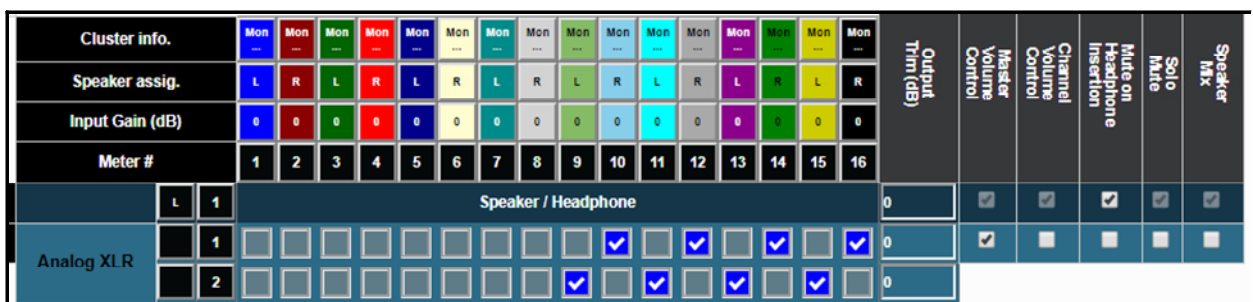 Cluster info. Mon ... Mon ... Mon ... Mon ... Mon ... Mon ... Mon ... Mon ... Mon ... Mon ... Mon ... Mon ... Mon ... Mon ... Mon ... Mon ...
Speaker assig. L R L R L R L R L R L R L R L R
Input Gain (dB) 0 0 0 0 0 0 0 0 0 0 0 0 0 0 0 0
Meter # 1 2 3 4 5 6 7 8 9 10 11 12 13 14 15 16
Output
Trim (dB)
Master
Volume
Control
Channel
Volume
Control
Mute on
Headphone
Insertion
Solo
Mute
Speaker
Mix
L 1 Speaker / Headphone 0
Analog XLR
1 0
2 0